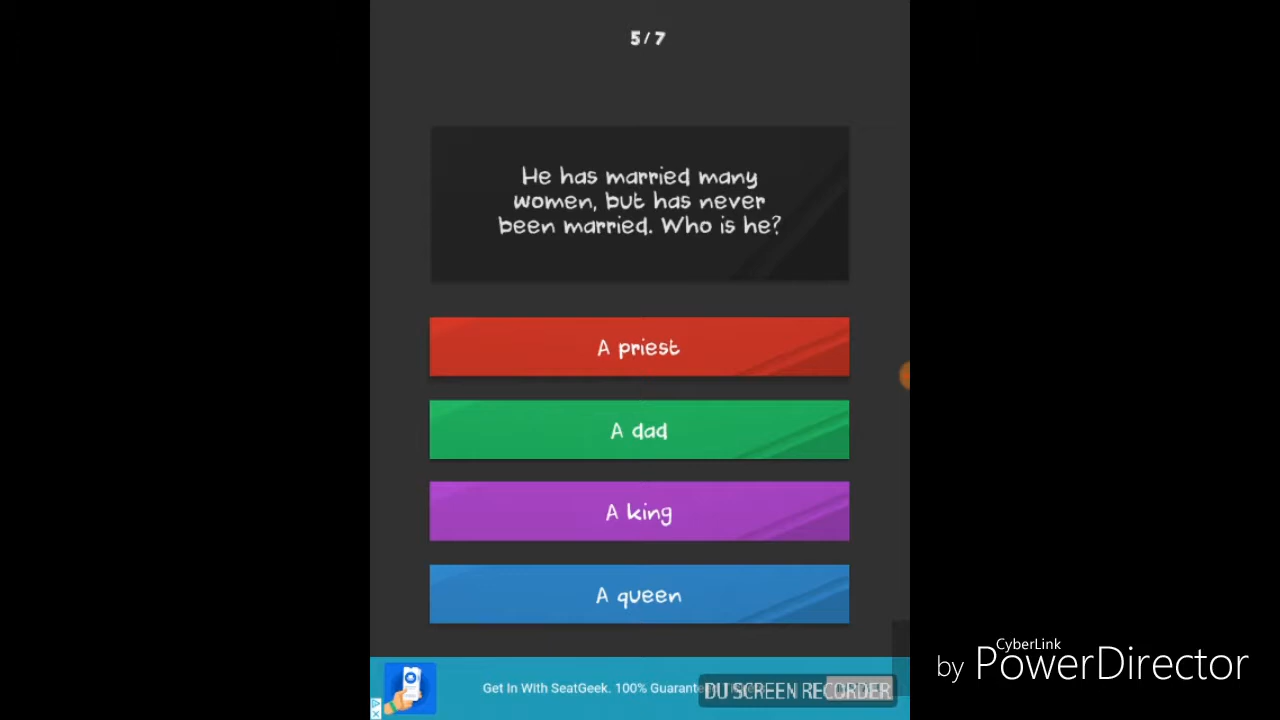 5/7
He has married many
women, but has never
been married. Who is he?
A priest
A dad
A king
A queen
Get In With SeatGeek. 100%
DU SCREEN RECORDER
CyberLink
by PowerDirector